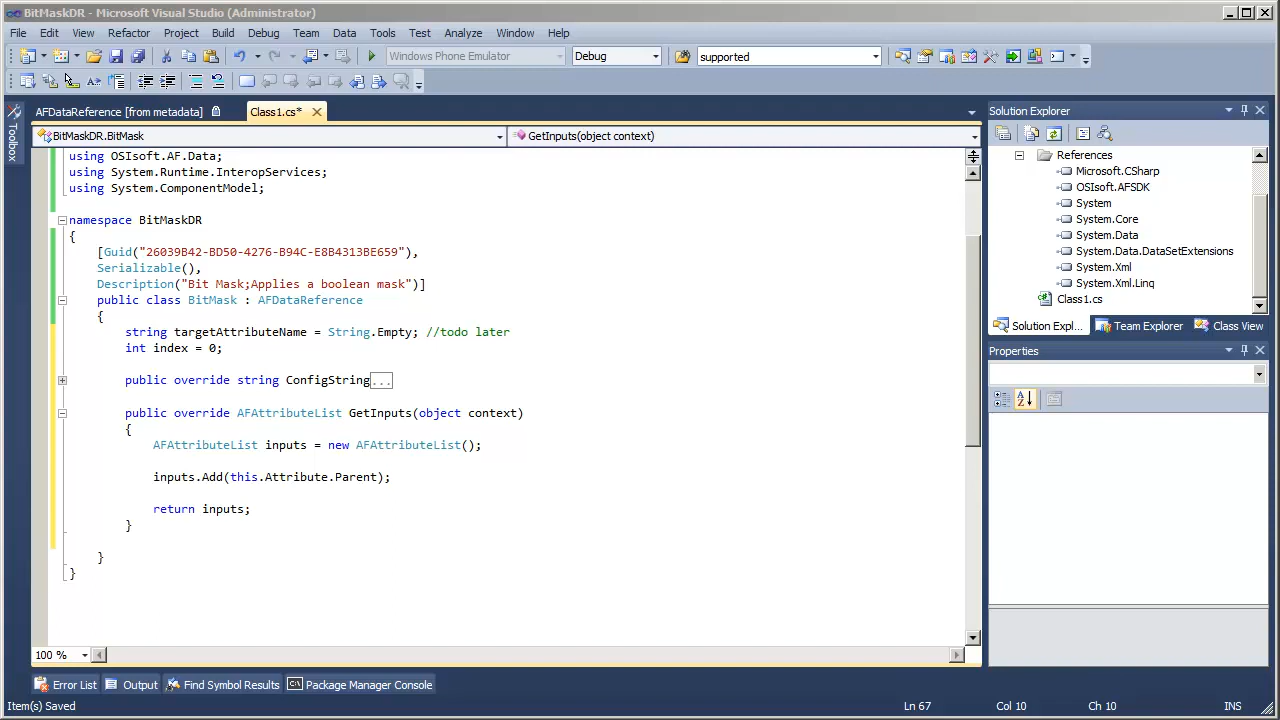 BitMaskDR - Microsoft Visual Studio (Administrator)
File Edit View Refactor Project Build Debug Team Data Tools Test Analyze Window Help
Windows Phone Emulator Debug supported
AFDataReference [from metadata] Class1.cs*
Toolbox
BitMaskDR.BitMask GetInputs(object context)
using OSIsoft.AF.Data;
using System.Runtime.InteropServices;
using System.ComponentModel;
namespace BitMaskDR
{
[Guid("26039B42-BD50-4276-B94C-E8B4313BE659"),
Serializable(),
Description("Bit Mask;Applies a boolean mask")]
public class BitMask : AFDataReference
{
string targetAttributeName = String.Empty; //todo later
int index = 0;
public override string ConfigString...
public override AFAttributeList GetInputs(object context)
{
AFAttributeList inputs = new AFAttributeList();
inputs.Add(this.Attribute.Parent);
return inputs;
}
}
}
100 %
Solution Explorer
References
Microsoft.CSharp
OSIsoft.AFSDK
System
System.Core
System.Data
System.Data.DataSetExtensions
System.Xml
System.Xml.Linq
Class1.cs
Solution Expl... Team Explorer Class View
Properties
Error List Output Find Symbol Results Package Manager Console
Item(s) Saved Ln 67 Col 10 Ch 10 INS